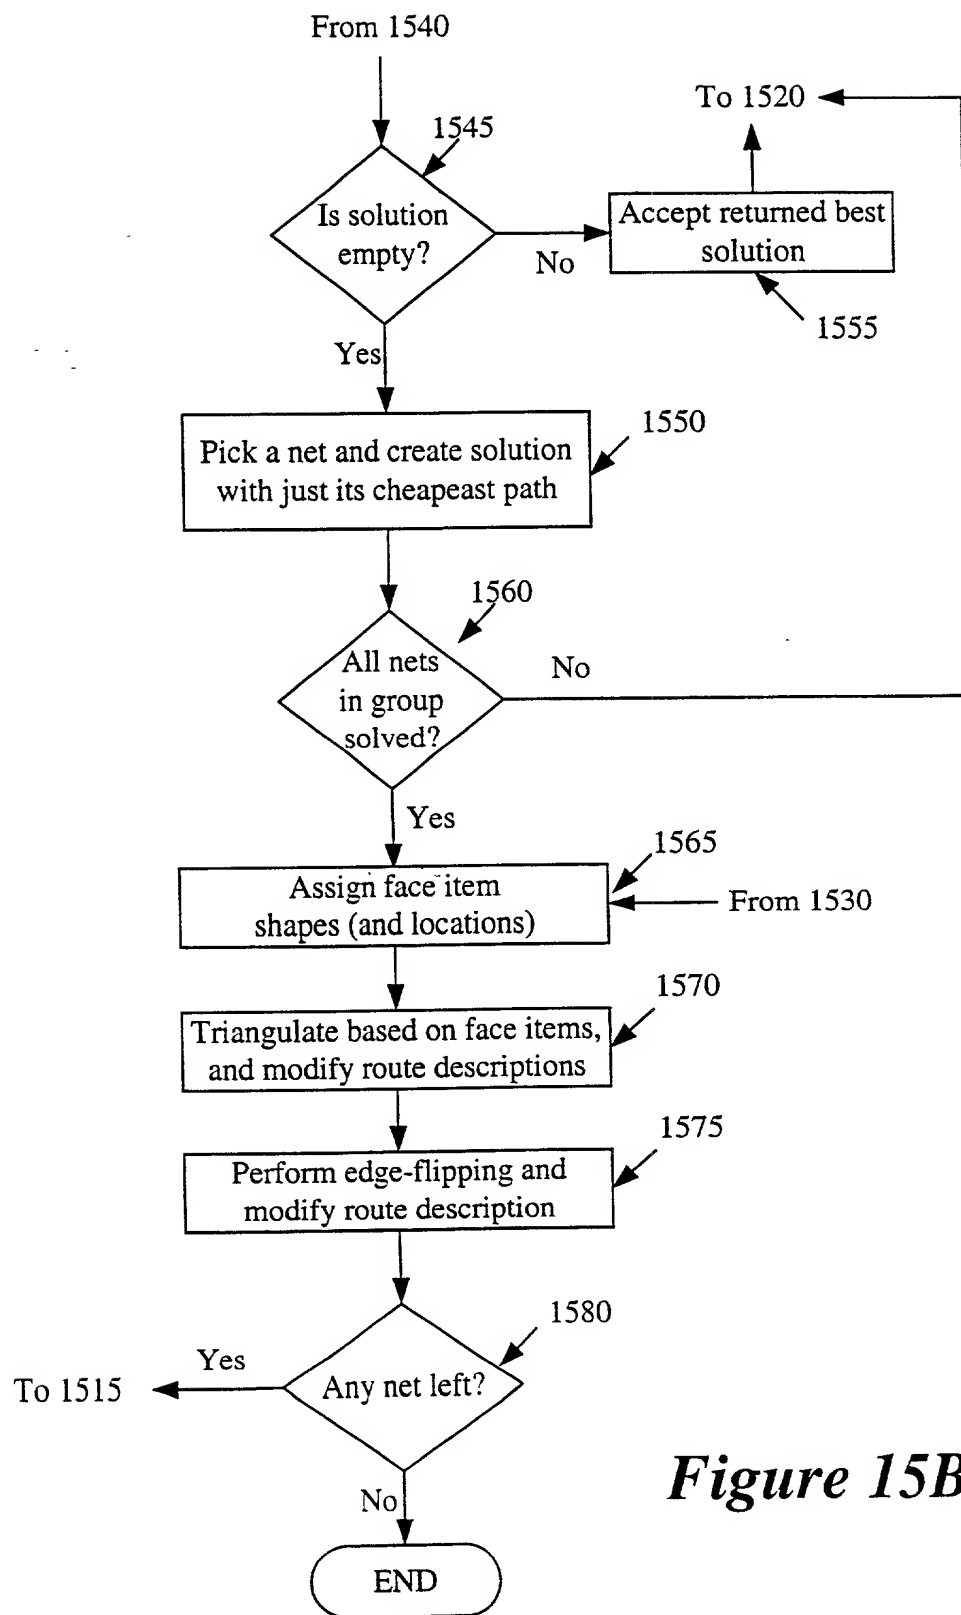 From 1540
To 1520
1545
Is solution
empty?
No
Accept returned best
solution
1555
Yes
1550
Pick a net and create solution
with just its cheapeast path
1560
All nets
in group
solved?
No
Yes
1565
Assign face item
shapes (and locations)
From 1530
1570
Triangulate based on face items,
and modify route descriptions
1575
Perform edge-flipping and
modify route description
1580
Yes
To 1515
Any net left?
No
Figure 15B
END